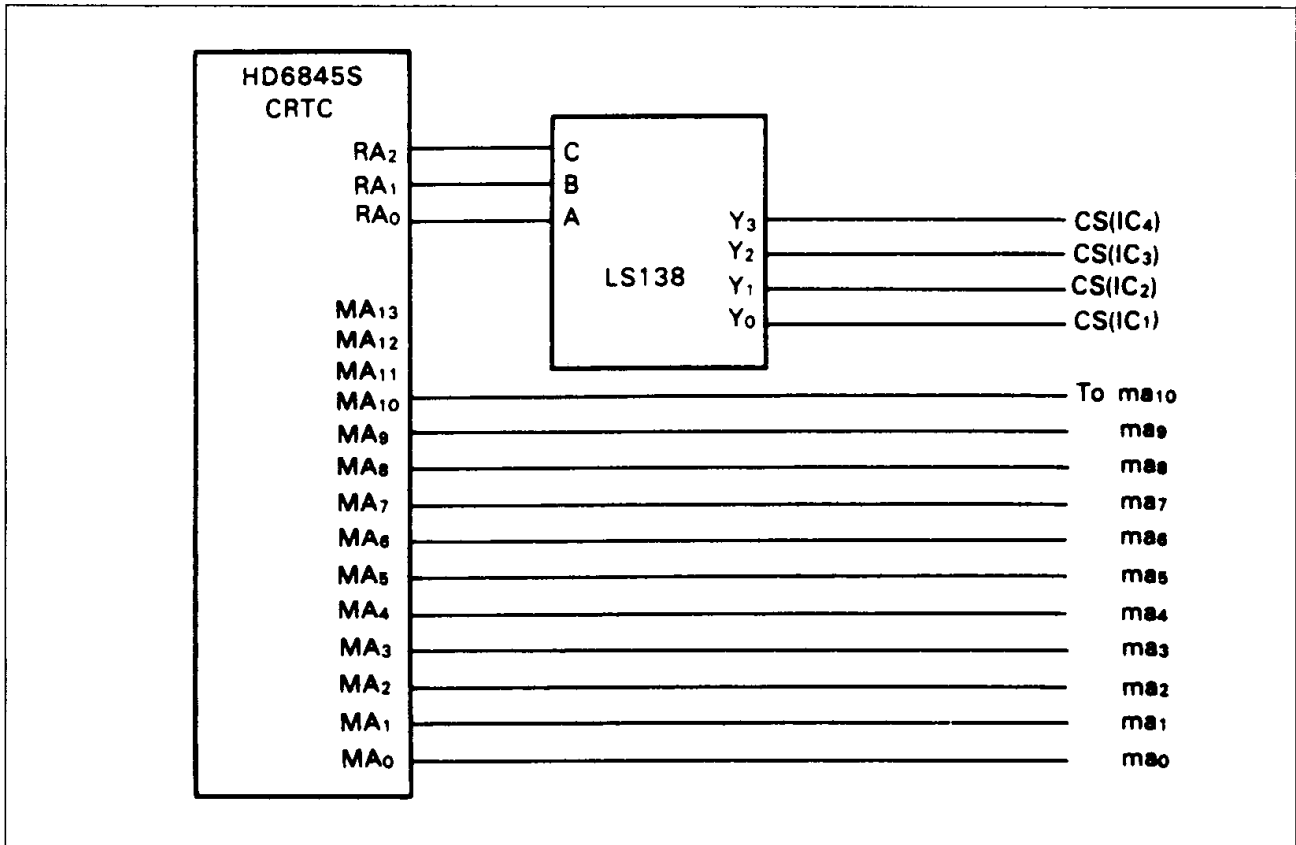 HD6845S
CRTC
RA2 C
RA1 B
RA0 A
Y3 CS(IC4)
Y2 CS(IC3)
LS138
Y1 CS(IC2)
Y0 CS(IC1)
MA13
MA12
MA11
MA10 To ma10
MA9 ma9
MA8 ma8
MA7 ma7
MA6 ma6
MA5 ma5
MA4 ma4
MA3 ma3
MA2 ma2
MA1 ma1
MA0 ma0